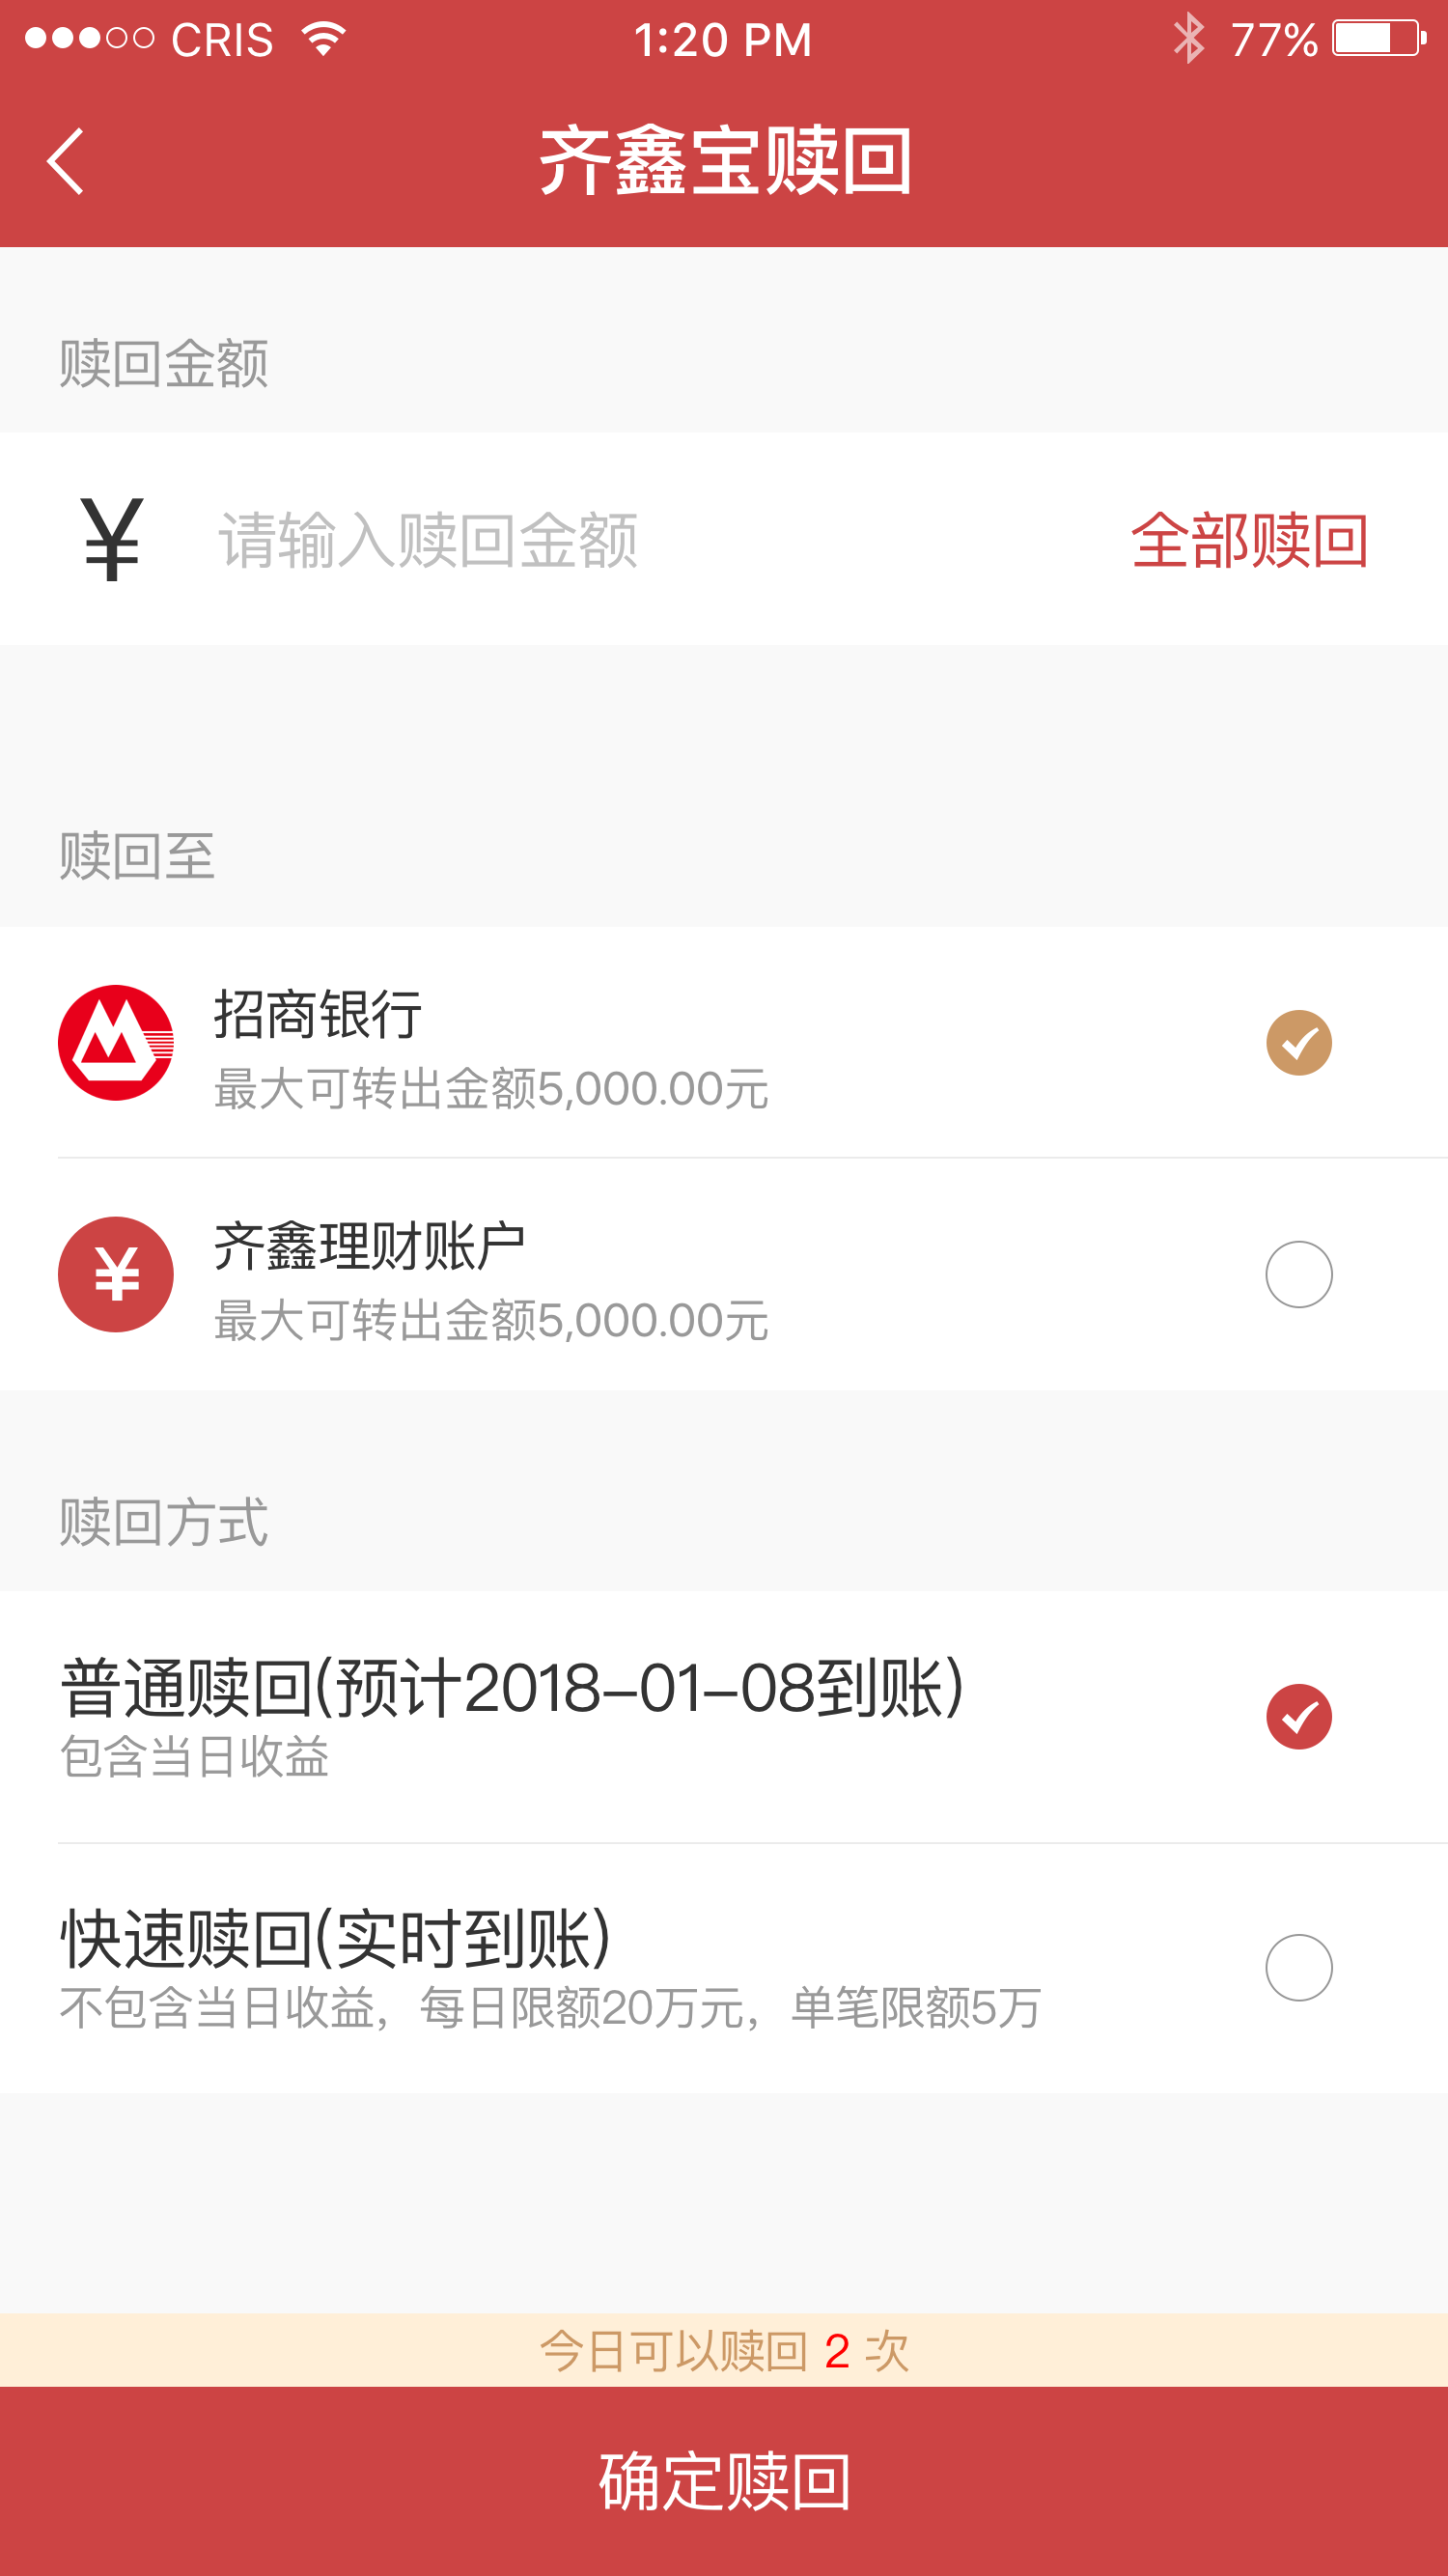 CRIS 1:20 PM 77%
齐鑫宝赎回
赎回金额
¥ 请输入赎回金额 全部赎回
赎回至
招商银行
最大可转出金额5,000.00元
¥
齐鑫理财账户
最大可转出金额5,000.00元
赎回方式
普通赎回(预计2018-01-08到账)
包含当日收益
快速赎回(实时到账)
不包含当日收益，每日限额20万元，单笔限额5万
今日可以赎回 2 次
确定赎回